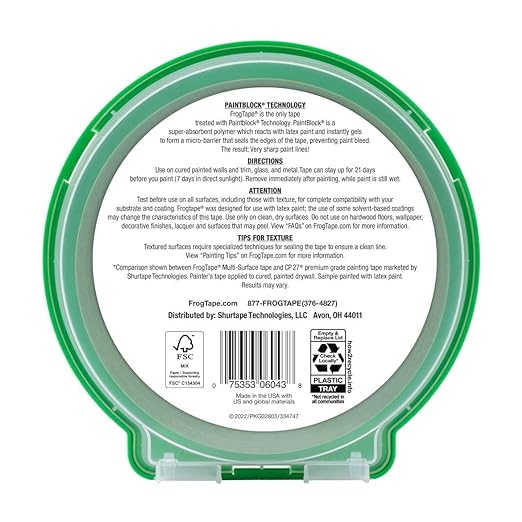 PAINTBLOCK® TECHNOLOGY
FrogTape® is the only tape
treated with Paintblock® Technology. PaintBlock® is a
super-absorbent polymer which reacts with latex paint and instantly gels
to form a micro-barrier that seals the edges of the tape, preventing paint bleed.
The result: Very sharp paint lines!
DIRECTIONS
Use on cured painted walls and trim, glass, and metal.Tape can stay up for 21 days
before you paint (7 days in direct sunlight). Remove immediately after painting, while paint is still wet.
ATTENTION
Test before use on all surfaces, including those with texture, for complete compatibility with your
substrate or coating. Frogtape® was designed for use with latex paint; the use of some solvent-based coatings
may change the characteristics of this tape. Use only on clean, dry surfaces. Do not use on hardwood floors, wallpaper,
decorative finishes, lacquer and surfaces that may peel. View "FAQs" on FrogTape.com for more information.
TIPS FOR TEXTURE
Textured surfaces require specialized techniques for sealing the tape to ensure a clean line.
View "Painting Tips" on FrogTape.com for more information.
*Comparison shown between FrogTape® Multi-Surface tape and CP 27® premium grade painting tape marketed by
Shurtape Technologies. Painter's tape applied to cured, painted drywall. Sample painted with latex paint.
Results may vary.
FrogTape.com 877-FROGTAPE(376-4827)
Distributed by: Shurtape Technologies, LLC Avon, OH 44011
FSC
MIX
Paper | Supporting
responsible forestry
FSC® C154304
0 75353 06043 8
Made in the USA with
US and global materials
©2022/PKG02803/334747
Empty &
Replace Lid
Check
Locally*
PLASTIC
TRAY
*Not recycled in
all communities
how2recycle.info